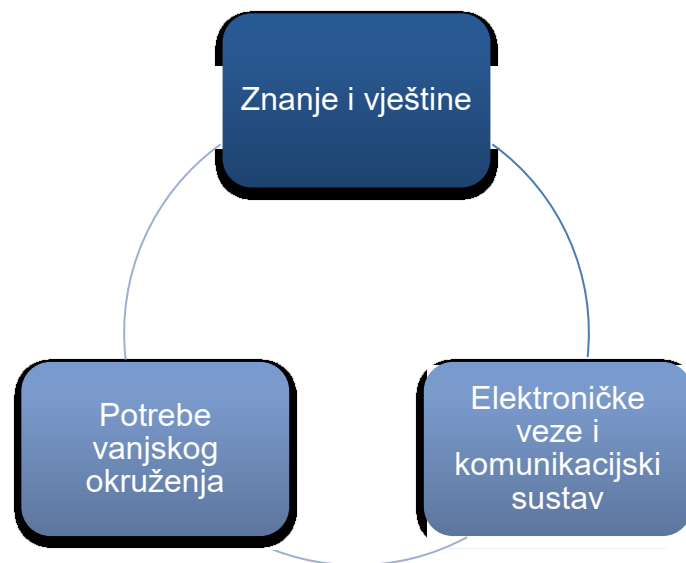 Znanje i vještine
Potrebe
vanjskog
okruženja
Elektroničke
veze i
komunikacijski
sustav